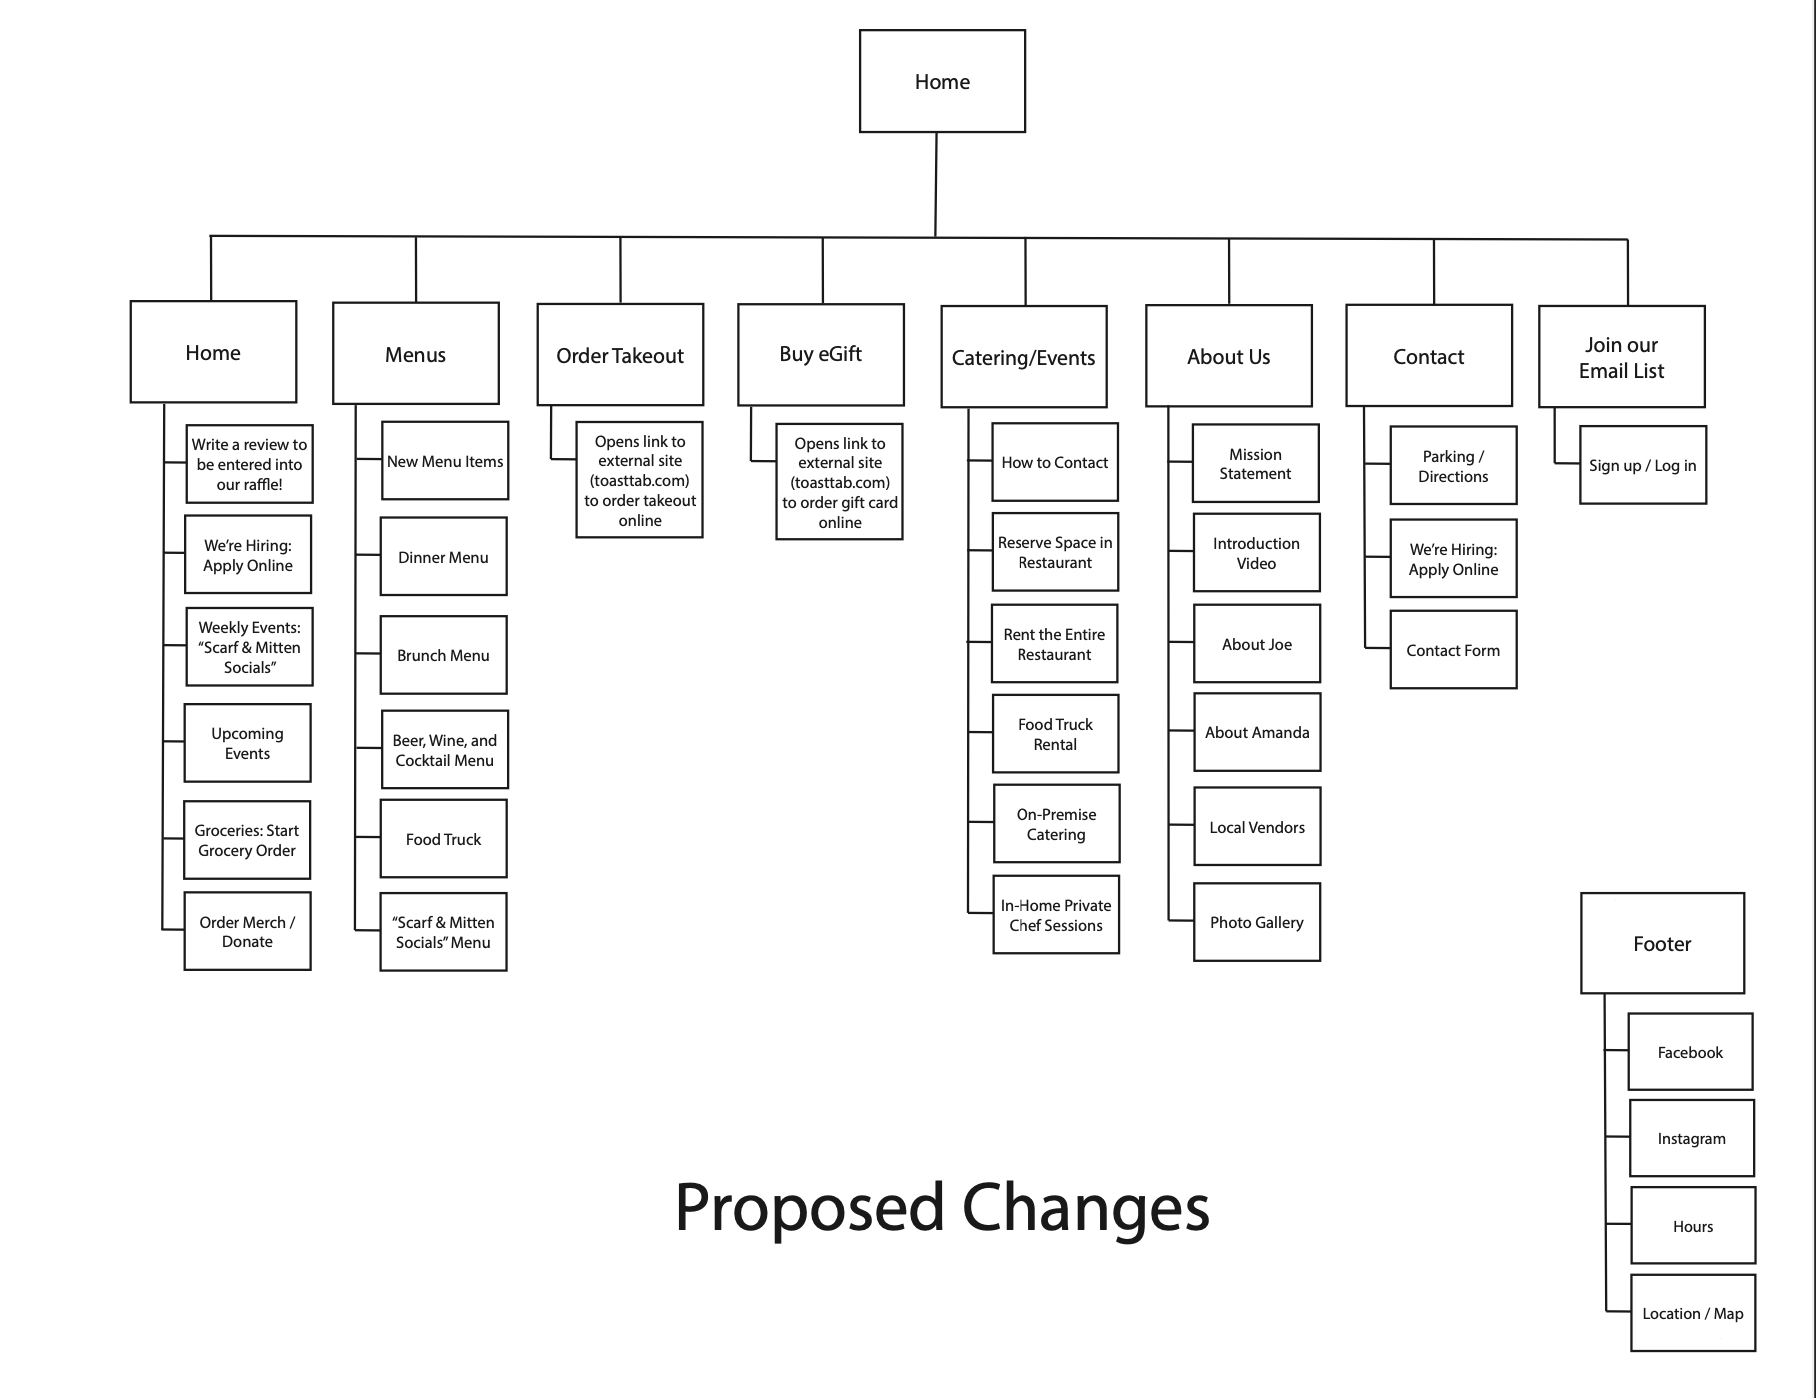 Home
Home
Write a review to
be entered into
our raffle!
We’re Hiring:
Apply Online
Weekly Events:
“Scarf & Mitten
Socials”
Upcoming
Events
Groceries: Start
Grocery Order
Order Merch /
Donate
Menus
New Menu Items
Dinner Menu
Brunch Menu
Beer, Wine, and
Cocktail Menu
Food Truck
“Scarf & Mitten
Socials” Menu
Order Takeout
Opens link to
external site
(toasttab.com)
to order takeout
online
Buy eGift
Opens link to
external site
(toasttab.com)
to order gift card
online
Catering/Events
How to Contact
Reserve Space in
Restaurant
Rent the Entire
Restaurant
Food Truck
Rental
On-Premise
Catering
In-Home Private
Chef Sessions
About Us
Mission
Statement
Introduction
Video
About Joe
About Amanda
Local Vendors
Photo Gallery
Contact
Parking /
Directions
We’re Hiring:
Apply Online
Contact Form
Join our
Email List
Sign up / Log in
Footer
Facebook
Instagram
Hours
Location / Map
Proposed Changes